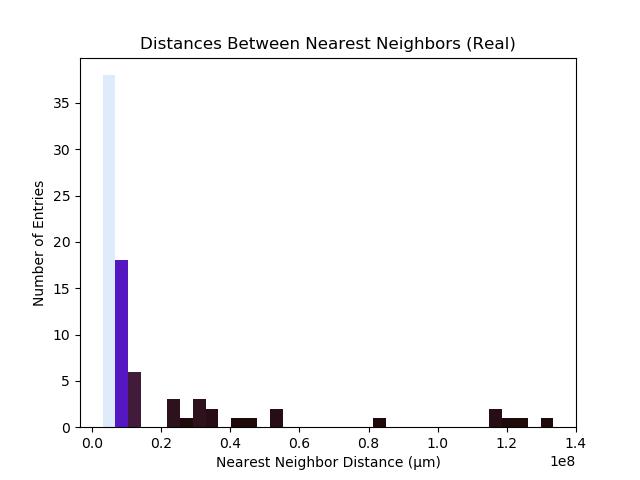 Distances Between Nearest Neighbors (Real)
Number of Entries
35
30
25
20
15
10
5
0
0.0 0.2 0.4 0.6 0.8 1.0 1.2 1.4
1e8
Nearest Neighbor Distance (μm)